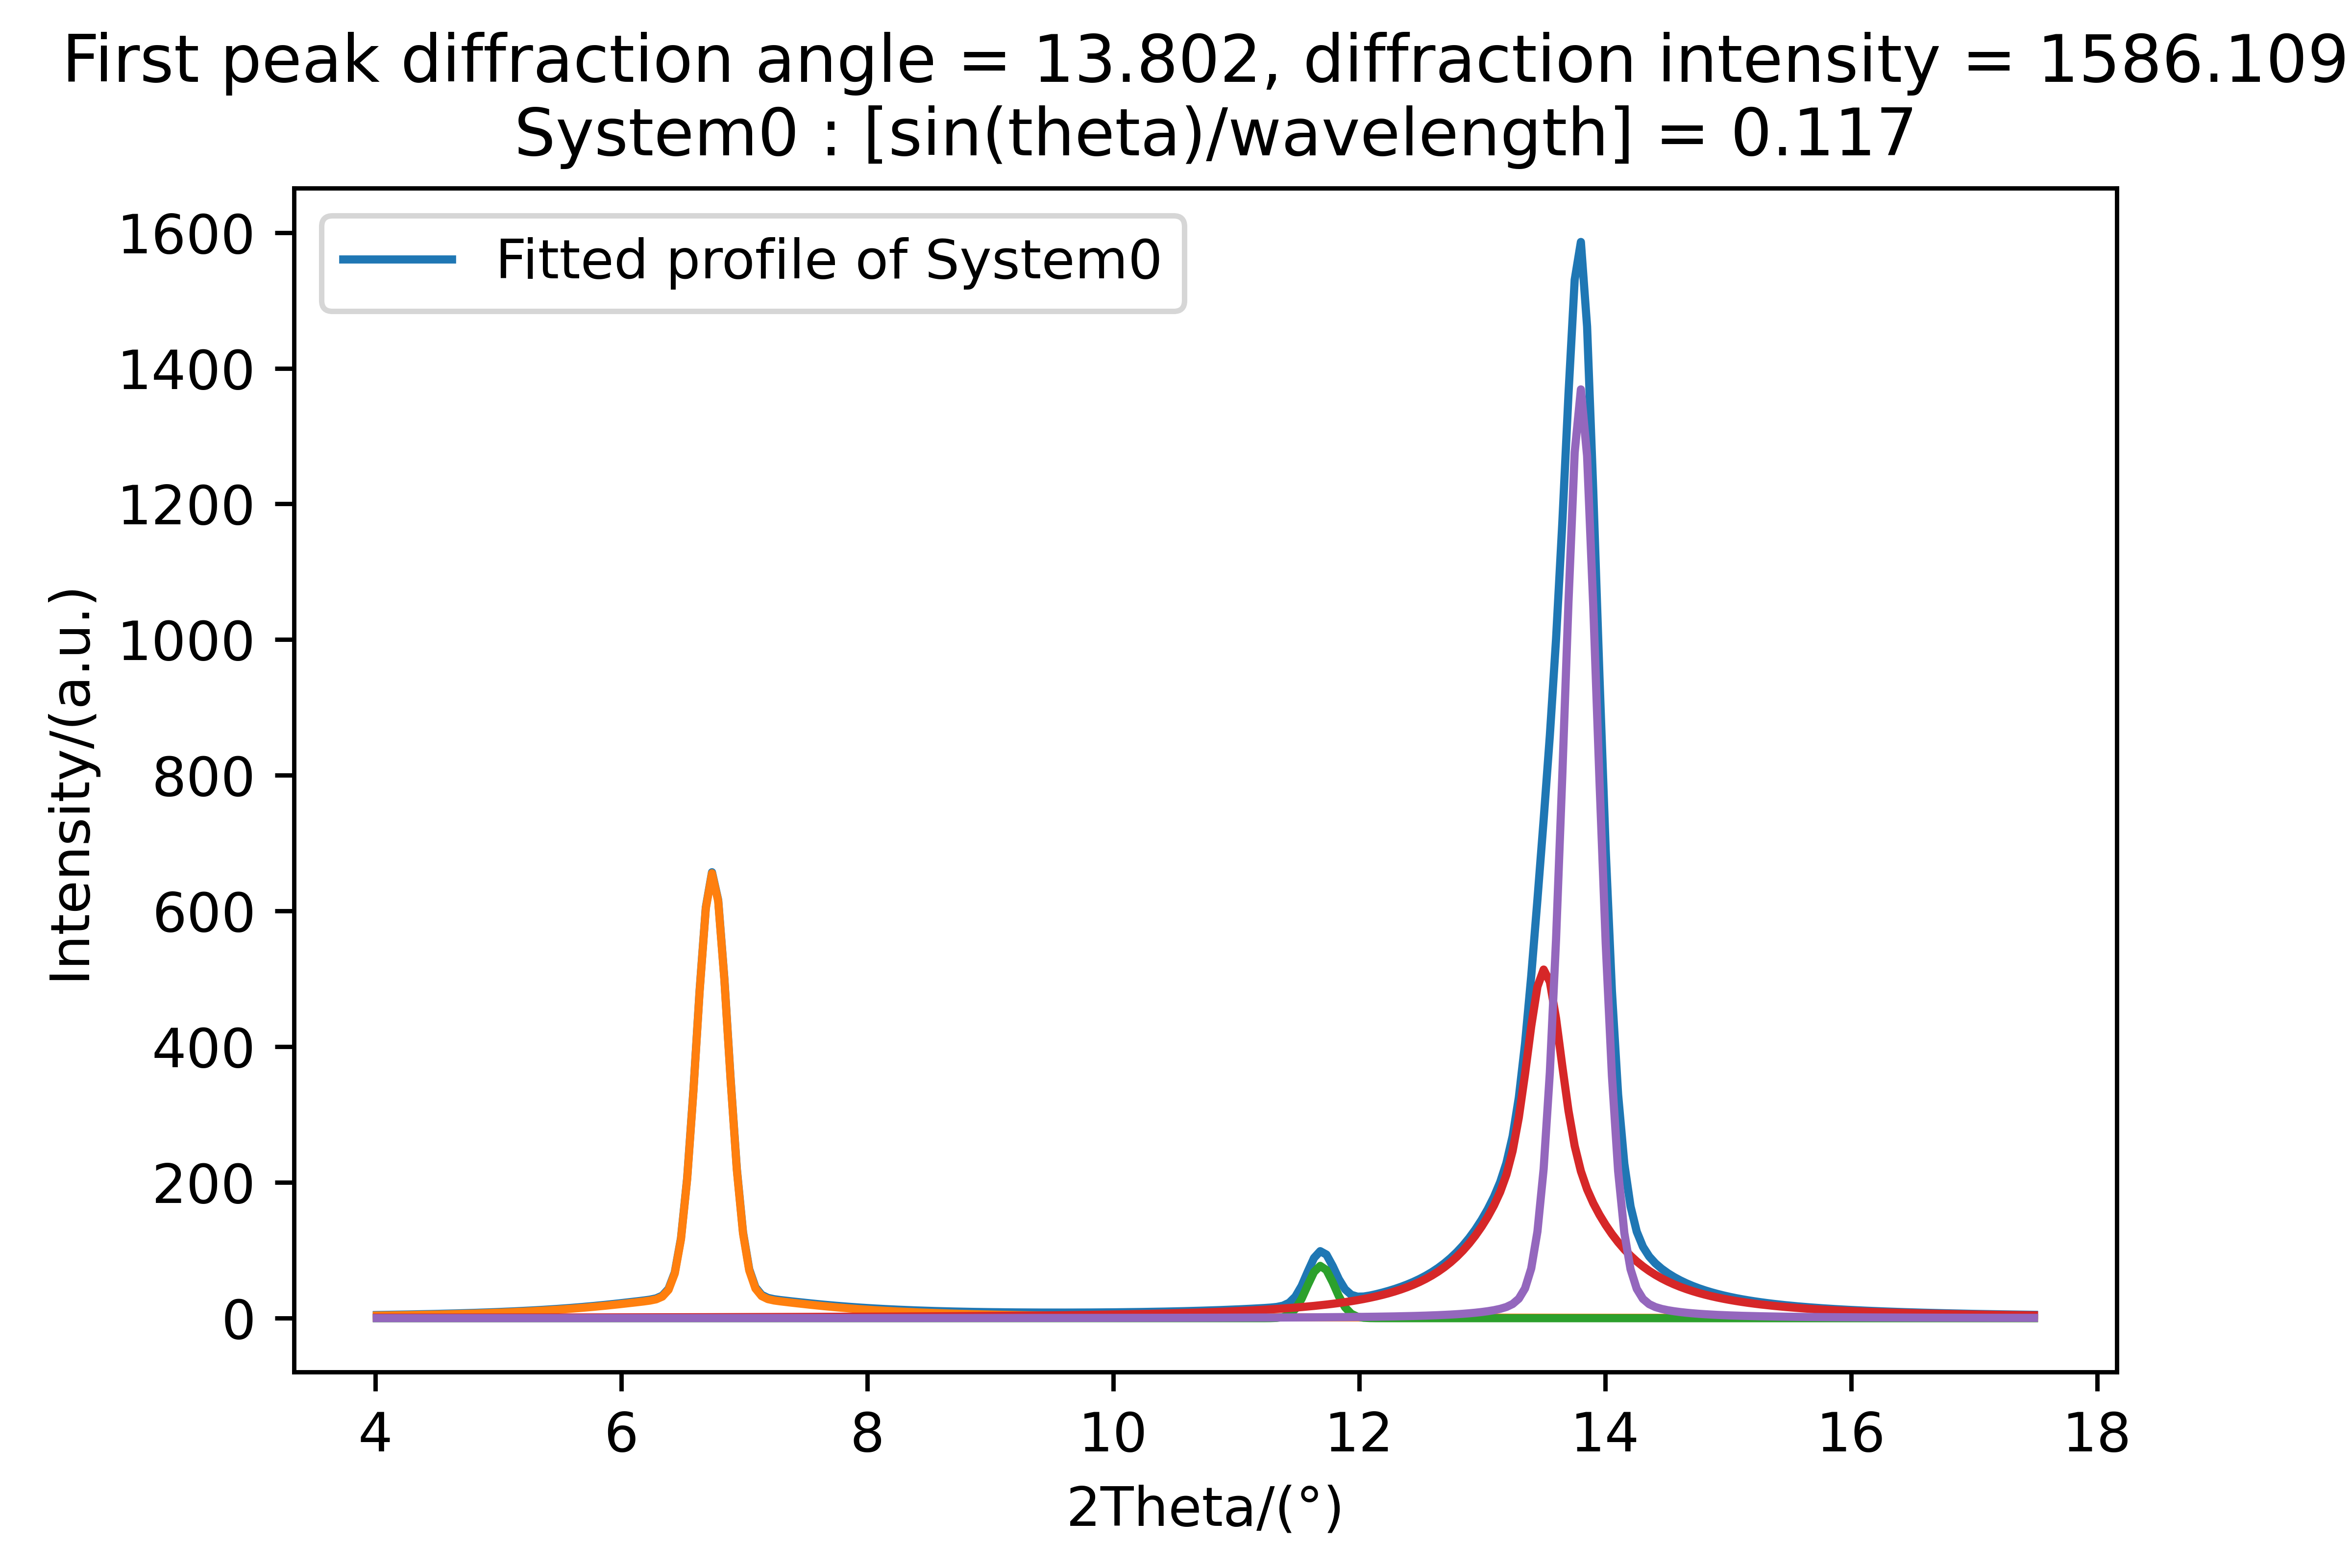 First peak diffraction angle = 13.802, diffraction intensity = 1586.109
System0 : [sin(theta)/wavelength] = 0.117
Fitted profile of System0
1600
1400
1200
1000
800
600
400
200
0
Intensity/(a.u.)
4 6 8 10 12 14 16 18
2Theta/(°)